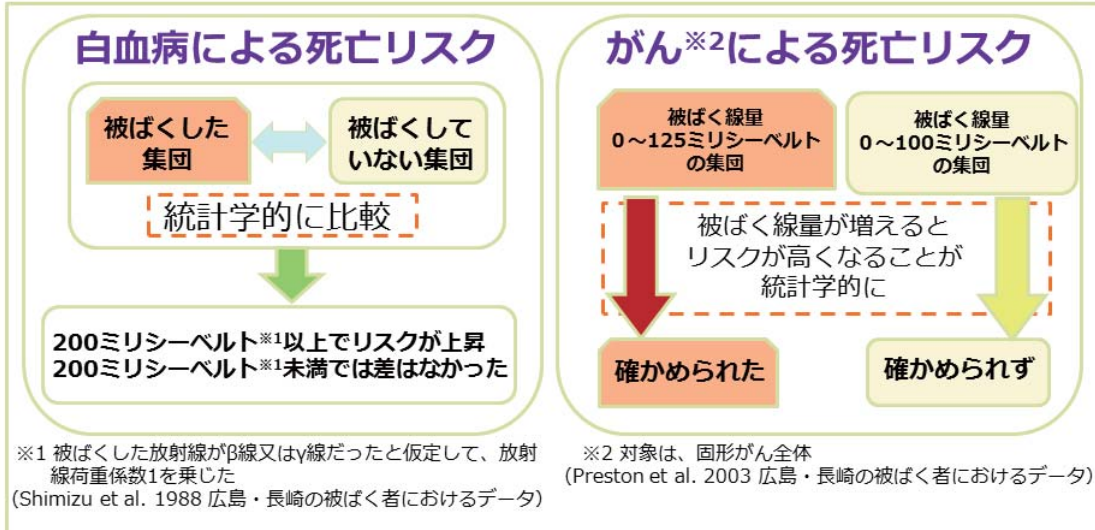 白血病による死亡リスク
被ばくした
集団
被ばくして
いない集団
統計学的に比較
200ミリシーベルト※1以上でリスクが上昇
200ミリシーベルト※1未満では差はなかった
※1 被ばくした放射線がβ線又はγ線だったと仮定して、放射
線荷重係数1を乗じた
(Shimizu et al. 1988 広島・長崎の被ばく者におけるデータ)
がん※2による死亡リスク
被ばく線量
0~125ミリシーベルト
の集団
被ばく線量
0~100ミリシーベルト
の集団
被ばく線量が増えると
リスクが高くなることが
統計学的に
確かめられた
確かめられず
※2 対象は、固形がん全体
(Preston et al. 2003 広島・長崎の被ばく者におけるデータ)